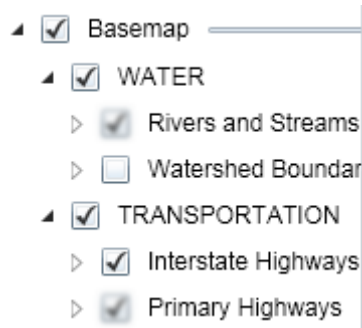 Basemap
WATER
Rivers and Streams
Watershed Boundar
TRANSPORTATION
Interstate Highways
Primary Highways